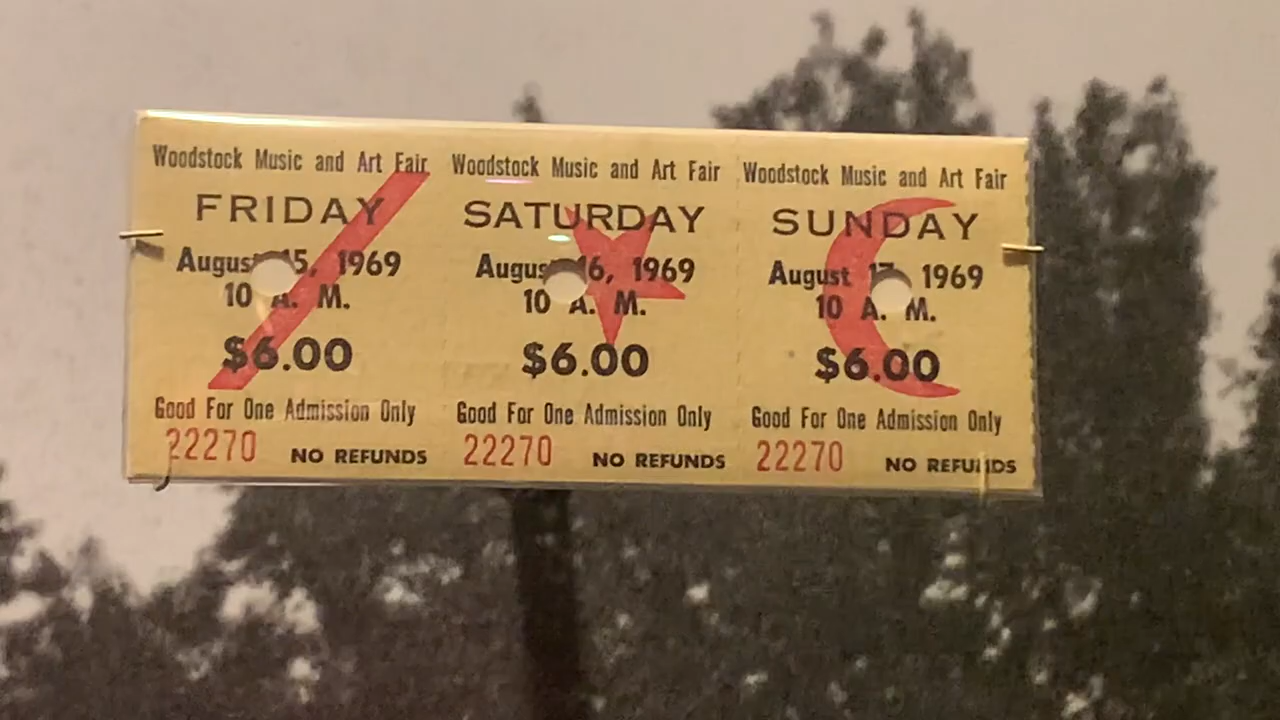 Woodstock Music and Art Fair
FRIDAY
August 15, 1969
10 A. M.
$6.00
Good For One Admission Only
22270 NO REFUNDS
Woodstock Music and Art Fair
SATURDAY
August 16, 1969
10 A. M.
$6.00
Good For One Admission Only
22270 NO REFUNDS
Woodstock Music and Art Fair
SUNDAY
August 17, 1969
10 A. M.
$6.00
Good For One Admission Only
22270 NO REFUNDS